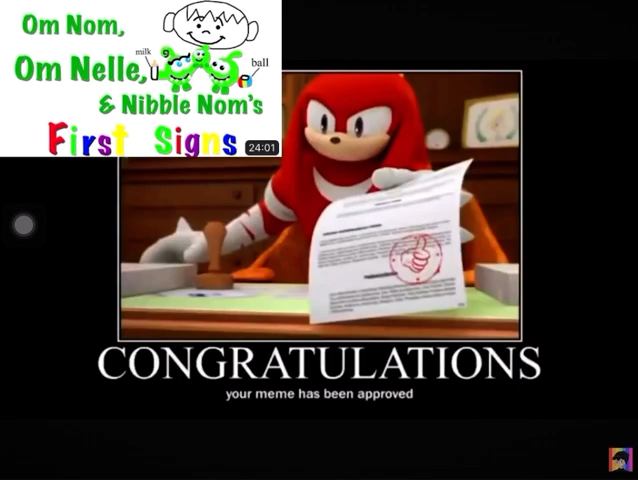 Om Nom,
milk
Om Nelle,
ball
& Nibble Nom's
First Signs
24:01
CONGRATULATIONS
your meme has been approved